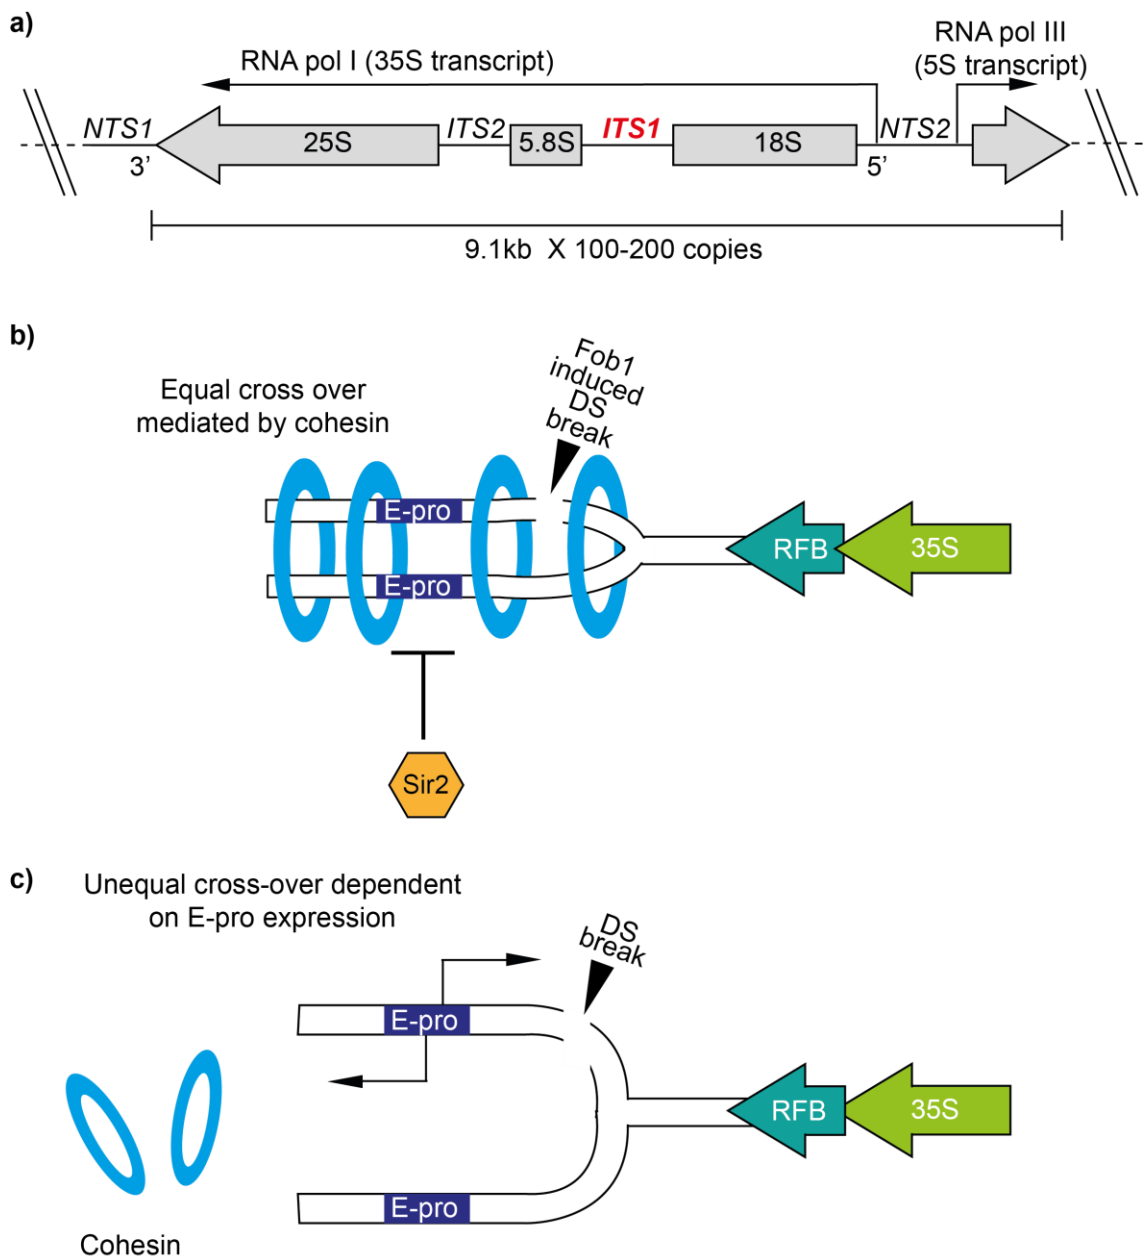 a)
RNA pol I (35S transcript)
RNA pol III
(5S transcript)
NTS1
25S
ITS2
5.8S
ITS1
18S
NTS2
3’
5’
9.1kb X 100-200 copies
b)
Equal cross over
mediated by cohesin
Fob1
induced
DS
break
E-pro
E-pro
RFB
35S
Sir2
c)
Unequal cross-over dependent
on E-pro expression
DS
break
E-pro
RFB
35S
E-pro
Cohesin